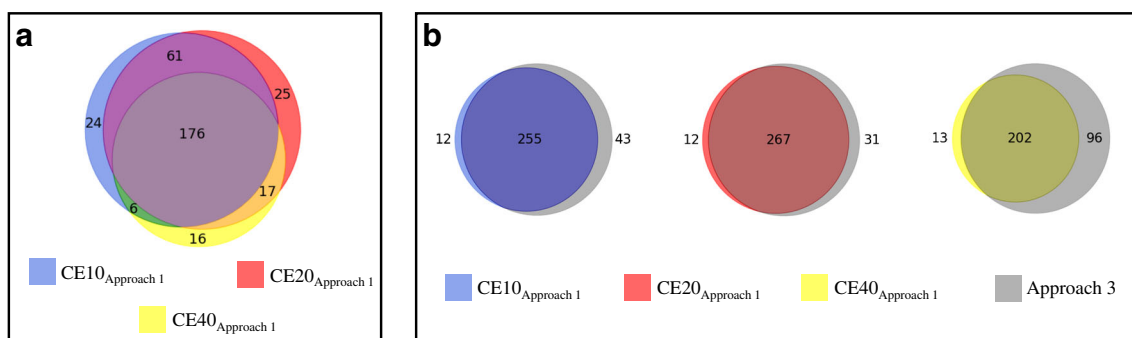 a
61
25
24
176
17
6
16
CE10Approach 1
CE20Approach 1
CE40Approach 1
b
12 255 43
12 267 31
13 202 96
CE10Approach 1 CE20Approach 1 CE40Approach 1 Approach 3